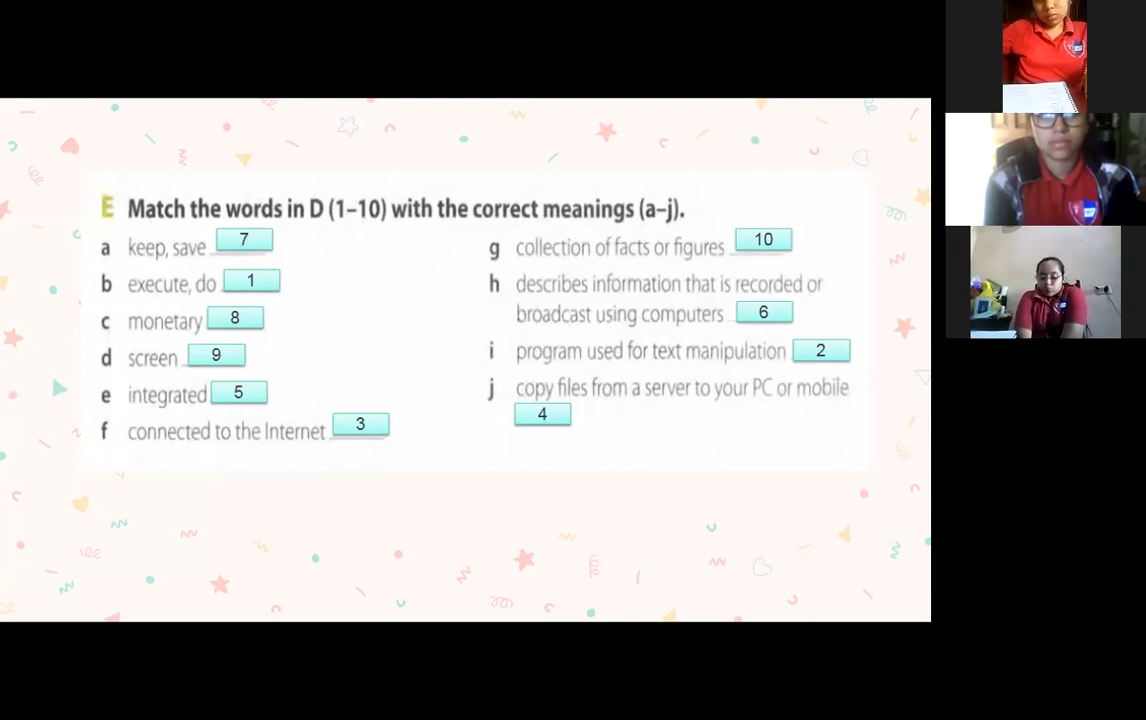 E Match the words in D (1–10) with the correct meanings (a–j).
a keep, save 7
b execute, do 1
c monetary 8
d screen 9
e integrated 5
f connected to the Internet 3
g collection of facts or figures 10
h describes information that is recorded or
broadcast using computers 6
i program used for text manipulation 2
j copy files from a server to your PC or mobile
4